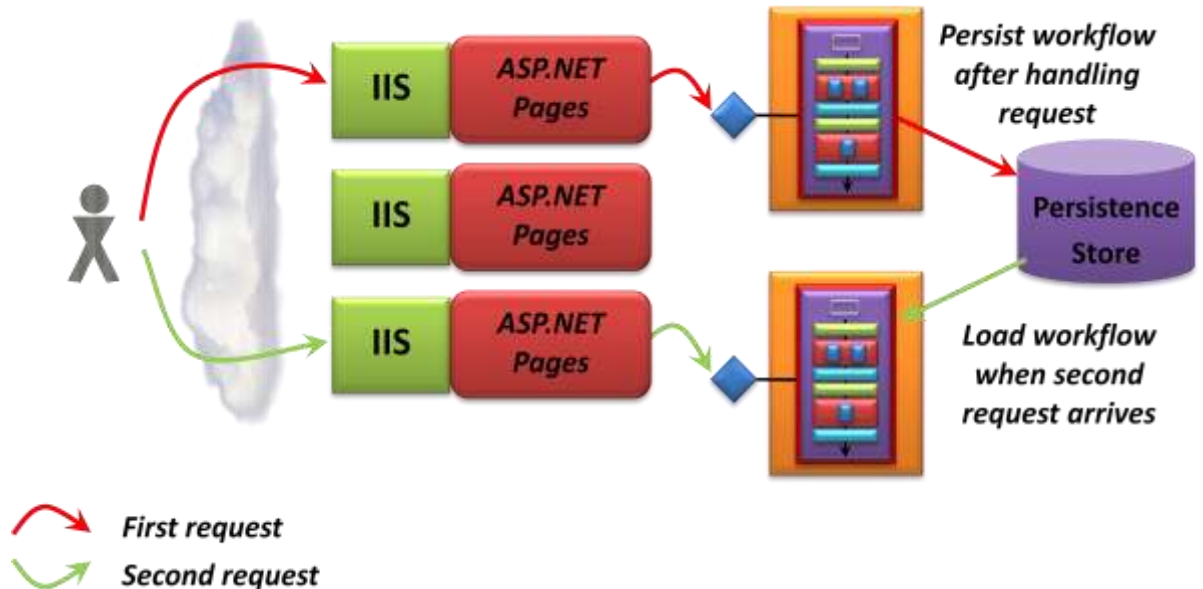 IIS
ASP.NET
Pages
Persist workflow
after handling
request
IIS
ASP.NET
Pages
Persistence
Store
IIS
ASP.NET
Pages
Load workflow
when second
request arrives
First request
Second request